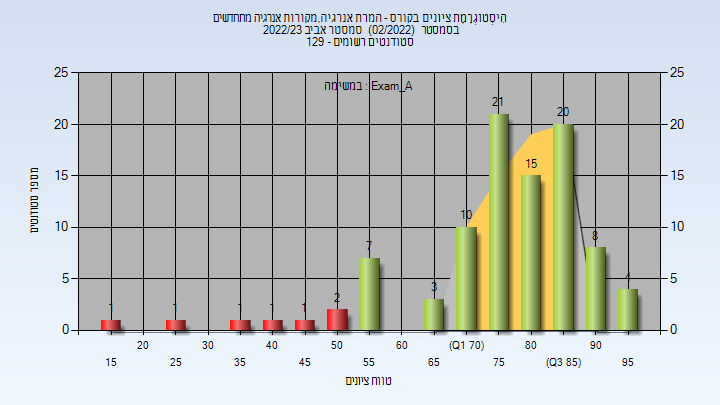 הִיסְטוגְרַמַת ציונים בקורס - המרת אנרגיה,מקורות אנרגיה מתחדשים
בסמסטר (02/2022) סמסטר אביב 2022/23
סטודנטים רשומים - 129
במשימה : Exam_A
25 25
20 20
15 15
10 10
5 5
0 0
מספר סטודנטים
1 1 1 1 1 2 7 3 10 21 15 20 8 4
20 30 40 50 60 (Q1 70) 80 90
15 25 35 45 55 65 75 (Q3 85) 95
טווח ציונים